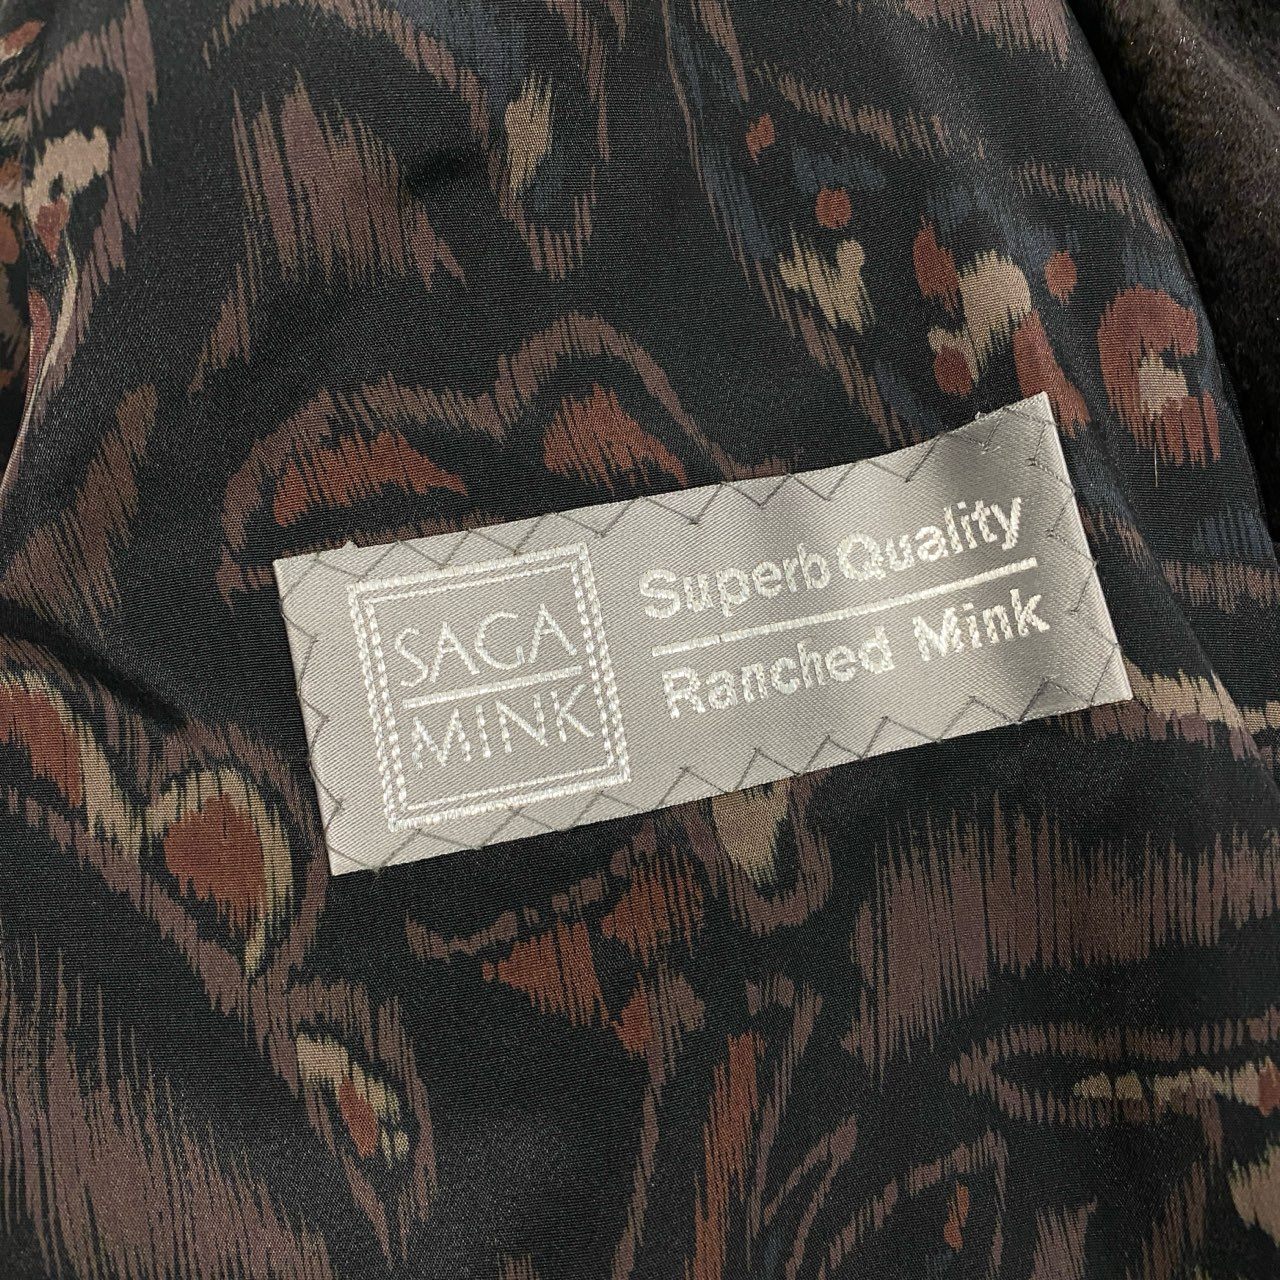 SAGA
MINK
Superb Quality
Ranched Mink